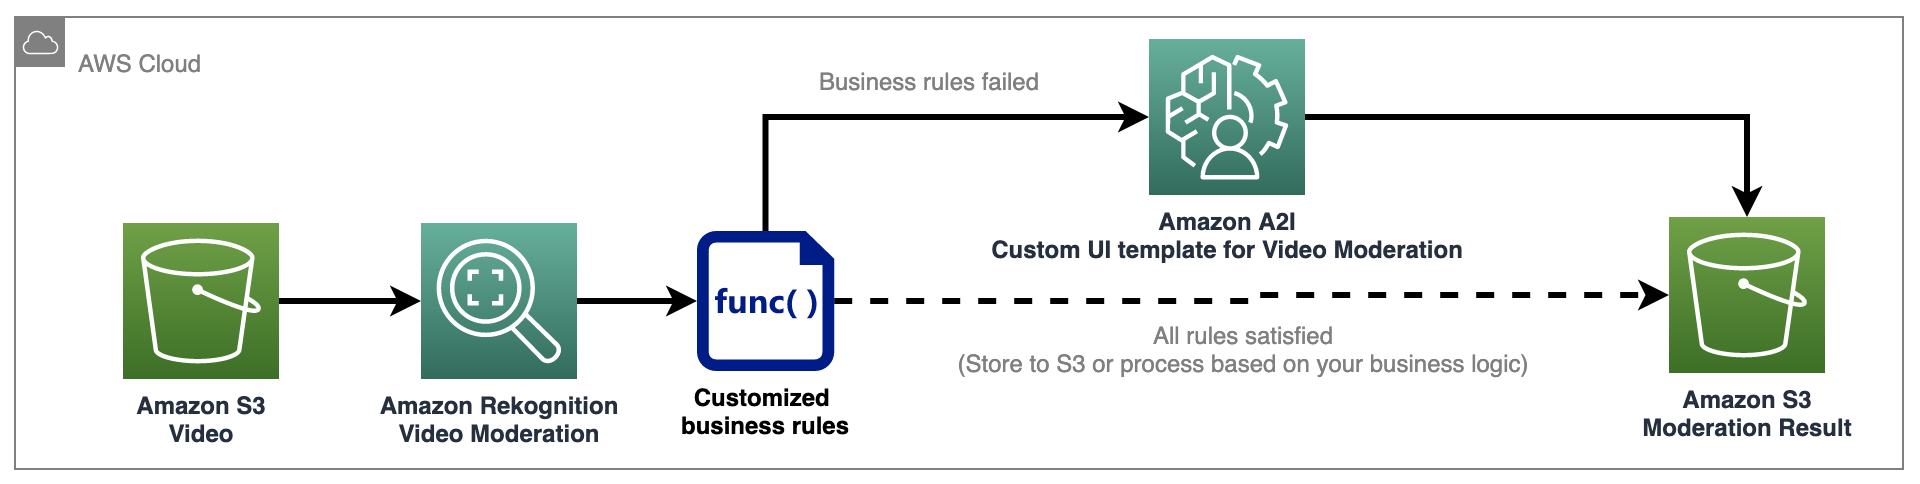 AWS Cloud
Business rules failed
Amazon A2I
Custom UI template for Video Moderation
func( )
All rules satisfied
(Store to S3 or process based on your business logic)
Amazon S3
Video
Amazon Rekognition
Video Moderation
Customized
business rules
Amazon S3
Moderation Result